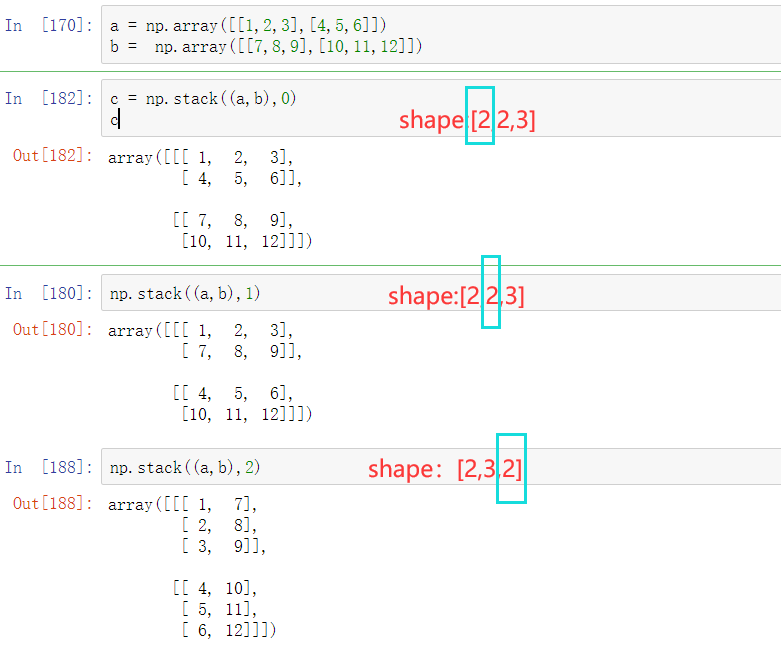 In [170]: a = np.array([[1,2,3],[4,5,6]])
b =  np.array([[7,8,9],[10,11,12]])
In [182]: c = np.stack((a,b),0)
c
shape:[2,2,3]
Out[182]: array([[[ 1,  2,  3],
[ 4,  5,  6]],
[[ 7,  8,  9],
[10, 11, 12]]])
In [180]: np.stack((a,b),1)
shape:[2,2,3]
Out[180]: array([[[ 1,  2,  3],
[ 7,  8,  9]],
[[ 4,  5,  6],
[10, 11, 12]]])
In [188]: np.stack((a,b),2)
shape：[2,3,2]
Out[188]: array([[[ 1,  7],
[ 2,  8],
[ 3,  9]],
[[ 4, 10],
[ 5, 11],
[ 6, 12]]])